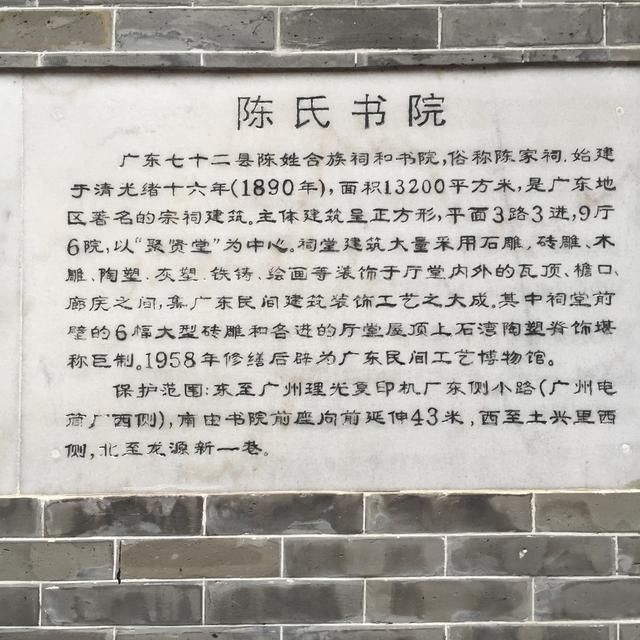 陈氏书院
广东七十二县陈姓合族祠和书院,俗称陈家祠.始建
于清光绪十六年(1890年),面积13200平方米,是广东地
区著名的宗祠建筑。主体建筑呈正方形,平面3路3进,9厅
6院,以“聚贤堂”为中心。祠堂建筑大量采用石雕、砖雕、木
雕、陶塑、灰塑、铁铸、绘画等装饰于厅堂内外的瓦顶、檐口、
廊庑之间,集广东民间建筑装饰工艺之大成。其中祠堂前
壁的6幅大型砖雕和各进的厅堂屋顶上石湾陶塑脊饰堪
称巨制。1958年修缮后辟为广东民间工艺博物馆。
保护范围:东至广州理光复印机厂东侧小路(广州电
筒厂西侧),南由书院前座向前延伸43米,西至土兴里西
侧,北至龙源新一巷。